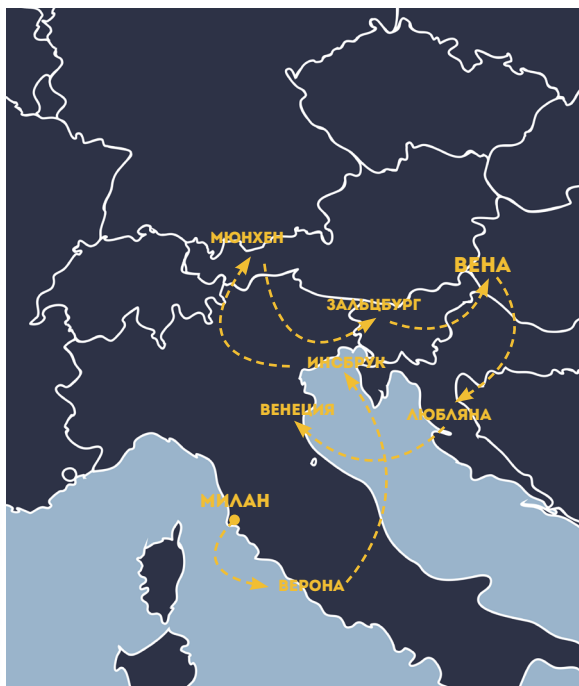 МЮНХЕН
ВЕНА
ЗАЛЬЦБУРГ
ИНСБРУК
ВЕНЕЦИЯ
ЛЮБЛЯНА
МИЛАН
ВЕРОНА